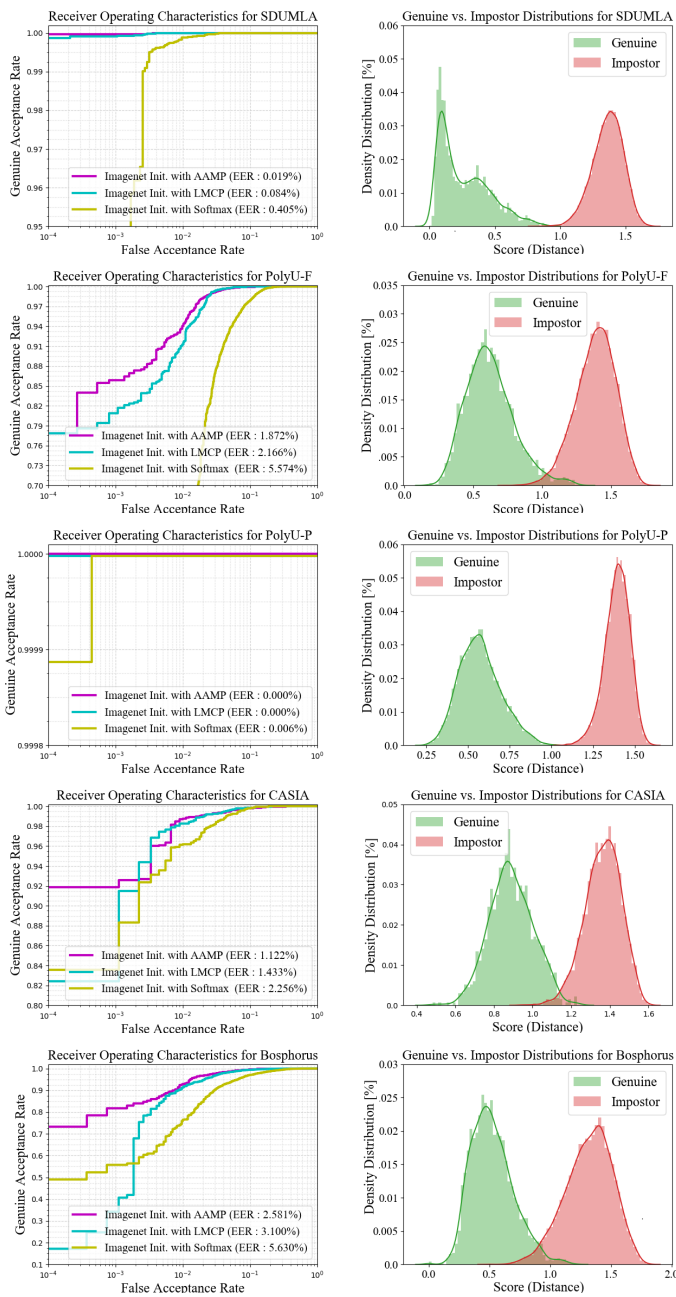 Receiver Operating Characteristics for SDUMLA
Genuine Acceptance Rate
1.00
0.99
0.97
0.96
0.95
Imagenet Init. with AAMP (EER : 0.019%)
Imagenet Init. with LMCP (EER : 0.084%)
Imagenet Init. with Softmax (EER : 0.405%)
10⁻⁴ 10⁻³ 10⁻² 10⁻¹ 10⁰
False Acceptance Rate
Genuine vs. Impostor Distributions for SDUMLA
Density Distribution [%]
0.06
0.05
0.04
0.03
0.02
0.01
0.0
Genuine
Impostor
0.0 0.5 1.0 1.5
Score (Distance)
Receiver Operating Characteristics for PolyU-F
Genuine Acceptance Rate
1.00
0.97
0.94
0.91
0.88
0.85
0.82
0.79
0.76
0.73
0.70
Imagenet Init. with AAMP (EER : 1.872%)
Imagenet Init. with LMCP (EER : 2.166%)
Imagenet Init. with Softmax (EER : 5.574%)
10⁻⁴ 10⁻³ 10⁻² 10⁻¹ 10⁰
False Acceptance Rate
Genuine vs. Impostor Distributions for PolyU-F
Density Distribution [%]
0.035
0.03
0.025
0.02
0.015
0.01
0.005
0.0
Genuine
Impostor
0.0 0.5 1.0 1.5
Score (Distance)
Receiver Operating Characteristics for PolyU-P
Genuine Acceptance Rate
1.0000
0.9999
0.9998
Imagenet Init. with AAMP (EER : 0.000%)
Imagenet Init. with LMCP (EER : 0.000%)
Imagenet Init. with Softmax (EER : 0.006%)
10⁻⁴ 10⁻³ 10⁻² 10⁻¹ 10⁰
False Acceptance Rate
Genuine vs. Impostor Distributions for PolyU-P
Density Distribution [%]
0.06
0.05
0.04
0.03
0.02
0.01
0.0
Genuine
Impostor
0.25 0.50 0.75 1.00 1.25 1.50
Score (Distance)
Receiver Operating Characteristics for CASIA
Genuine Acceptance Rate
1.00
0.98
0.96
0.94
0.92
0.90
0.88
0.86
0.84
0.82
0.80
Imagenet Init. with AAMP (EER : 1.122%)
Imagenet Init. with LMCP (EER : 1.433%)
Imagenet Init. with Softmax (EER : 2.256%)
10⁻⁴ 10⁻³ 10⁻² 10⁻¹ 10⁰
False Acceptance Rate
Genuine vs. Impostor Distributions for CASIA
Density Distribution [%]
0.05
0.04
0.03
0.02
0.01
0.0
Genuine
Impostor
0.4 0.6 0.8 1.0 1.2 1.4 1.6
Score (Distance)
Receiver Operating Characteristics for Bosphorus
Genuine Acceptance Rate
1.0
0.9
0.8
0.7
0.6
0.5
0.4
0.3
0.2
0.1
Imagenet Init. with AAMP (EER : 2.581%)
Imagenet Init. with LMCP (EER : 3.100%)
Imagenet Init. with Softmax (EER : 5.630%)
10⁻⁴ 10⁻³ 10⁻² 10⁻¹ 10⁰
False Acceptance Rate
Genuine vs. Impostor Distributions for Bosphorus
Density Distribution [%]
0.03
0.025
0.02
0.015
0.01
0.005
0.0
Genuine
Impostor
0.0 0.5 1.0 1.5 2.0
Score (Distance)